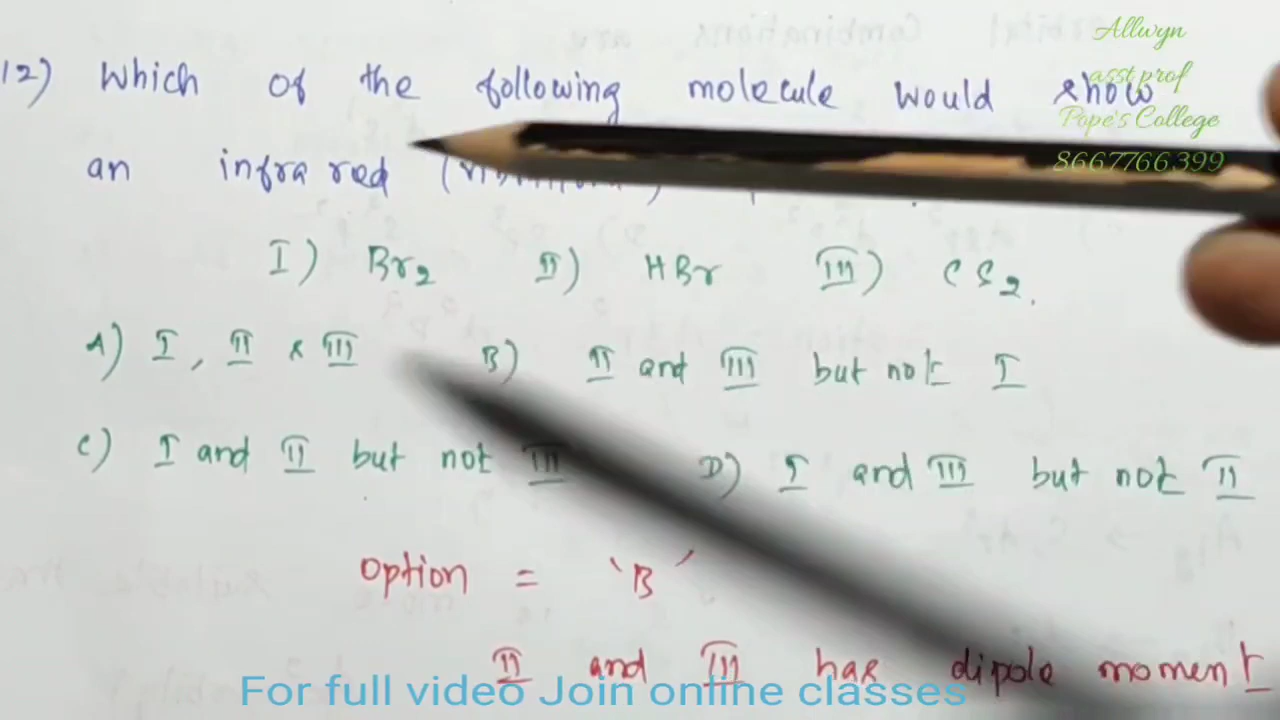 12) Which of the following molecule would show
an infra red
I) Br2 II) HBr III) CS2.
A) I, II & III B) II and III but not I
C) I and II but not III D) I and III but not II
Option = 'B'
II and III has dipole moment
For full video Join online classes
Allwyn
asst prof
Pope's College
8667766399